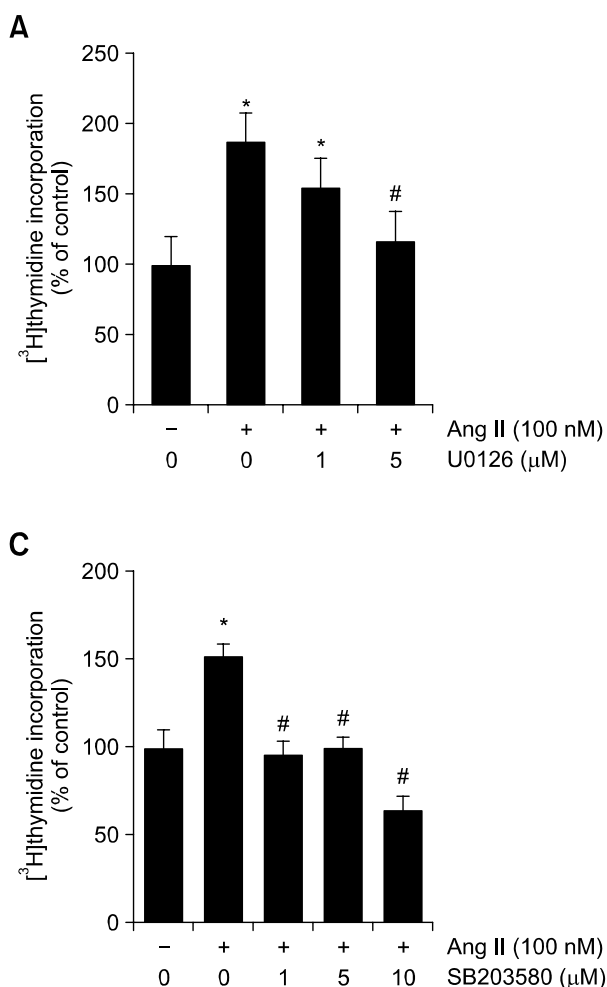 A
[³H]thymidine incorporation
(% of control)
250
200
150
100
50
0
* * #
− + + + Ang II (100 nM)
0 0 1 5 U0126 (μM)
C
[³H]thymidine incorporation
(% of control)
200
150
100
50
0
* # # #
− + + + + Ang II (100 nM)
0 0 1 5 10 SB203580 (μM)